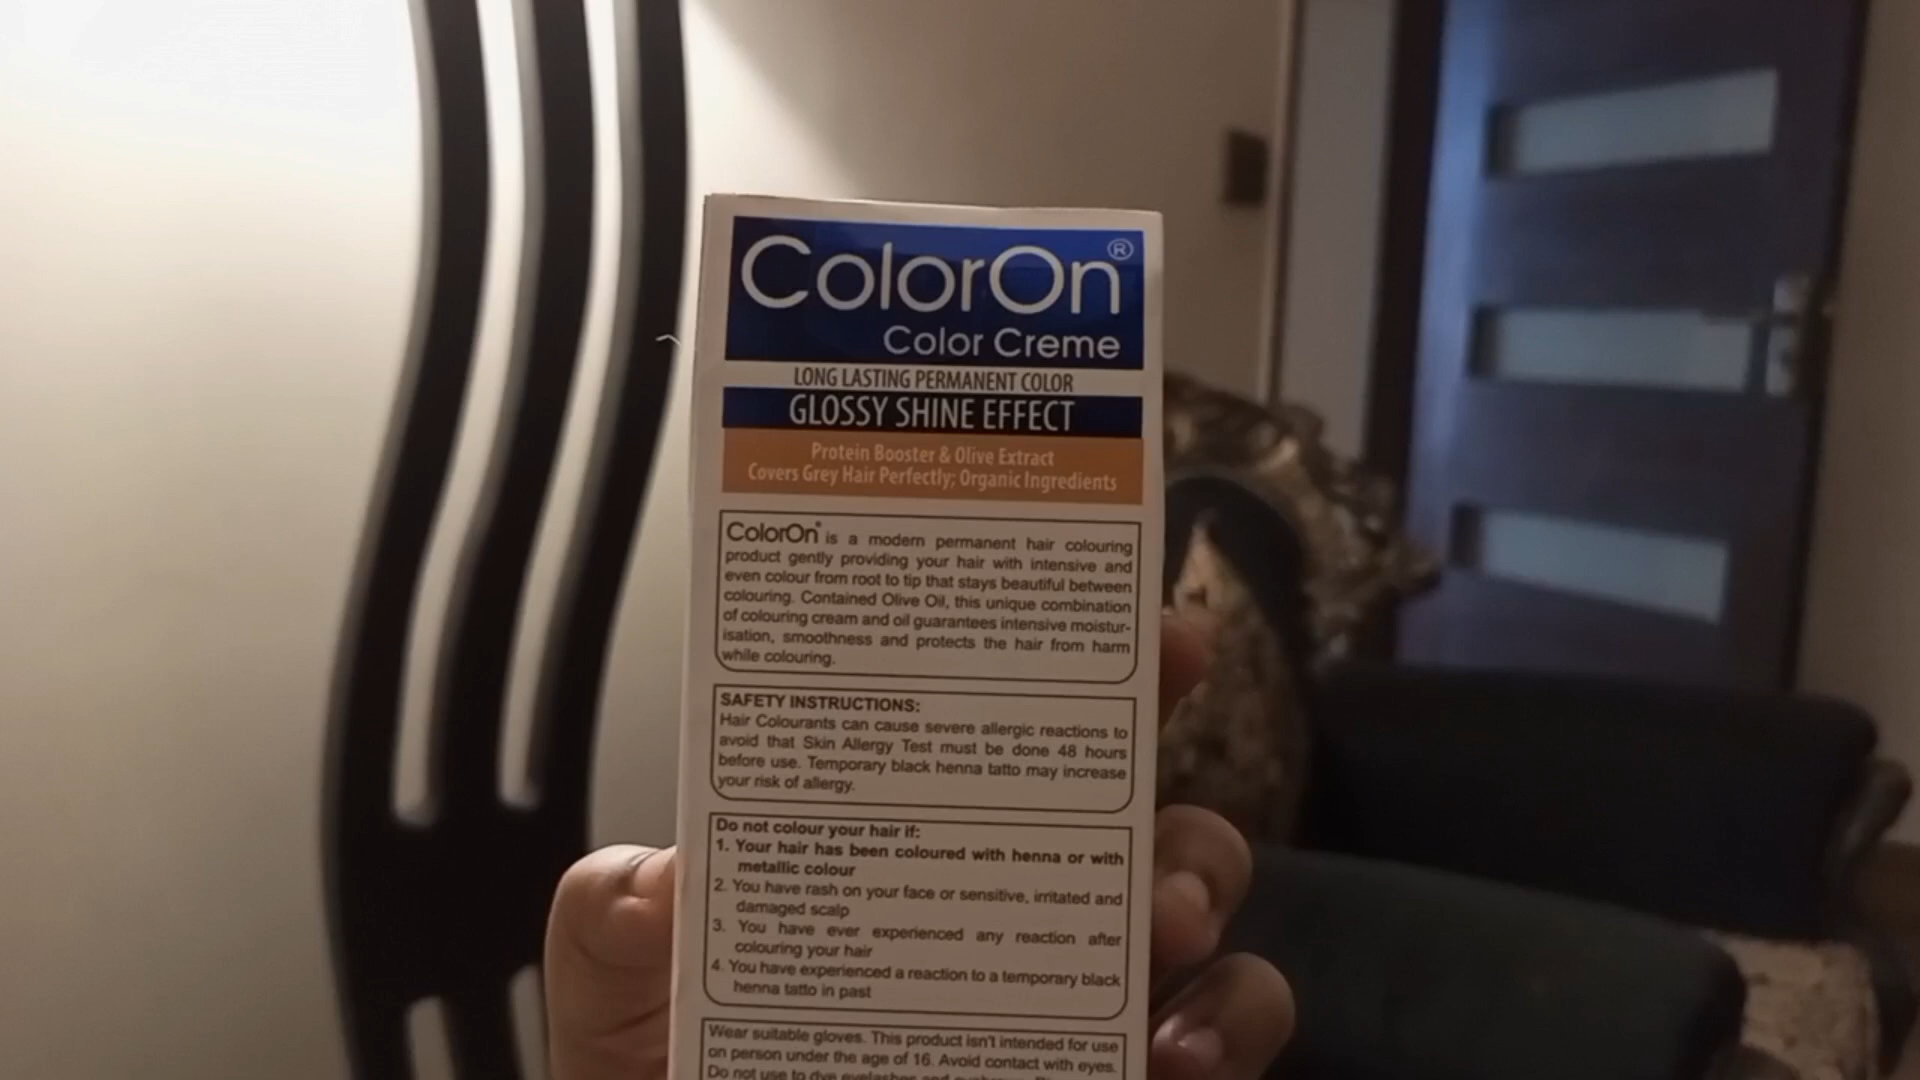 ColorOn®
Color Creme
LONG LASTING PERMANENT COLOR
GLOSSY SHINE EFFECT
Protein Booster & Olive Extract
Covers Grey Hair Perfectly; Organic Ingredients
ColorOn® is a modern permanent hair colouring
product gently providing your hair with intensive and
even colour from root to tip that stays beautiful between
colouring. Contained Olive Oil, this unique combination
of colouring cream and oil guarantees intensive moistur-
isation, smoothness and protects the hair from harm
while colouring.
SAFETY INSTRUCTIONS:
Hair Colourants can cause severe allergic reactions to
avoid that Skin Allergy Test must be done 48 hours
before use. Temporary black henna tatto may increase
your risk of allergy.
Do not colour your hair if:
1. Your hair has been coloured with henna or with
metallic colour
2. You have rash on your face or sensitive, irritated and
damaged scalp
3. You have ever experienced any reaction after
colouring your hair
4. You have experienced a reaction to a temporary black
henna tatto in past
Wear suitable gloves. This product isn't intended for use
on person under the age of 16. Avoid contact with eyes.
Do not use to dye eyelashes and